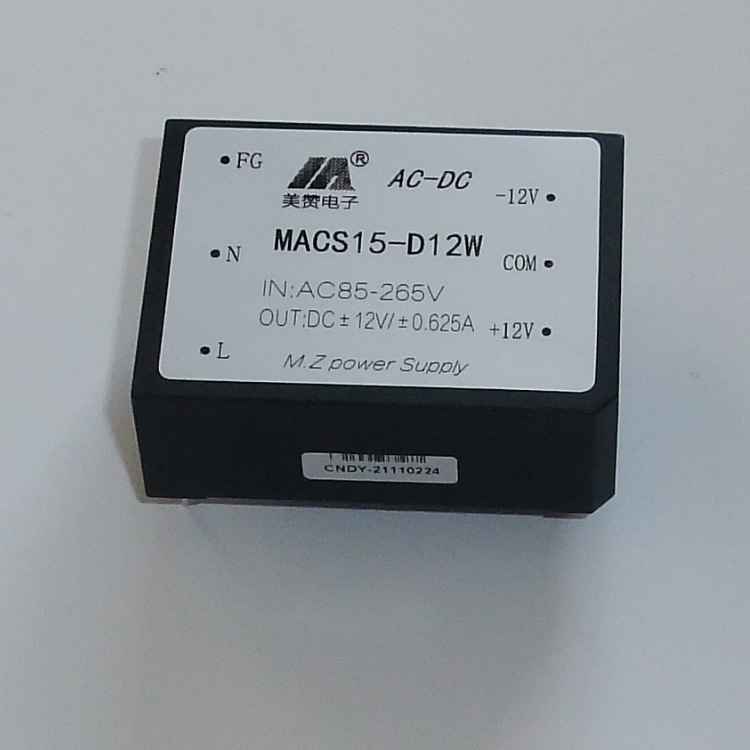 FG
® AC-DC
美赞电子
-12V
MACS15-D12W
N
COM
IN:AC85-265V
OUT:DC±12V/±0.625A
+12V
L
M.Z power Supply
CNDY-21110224